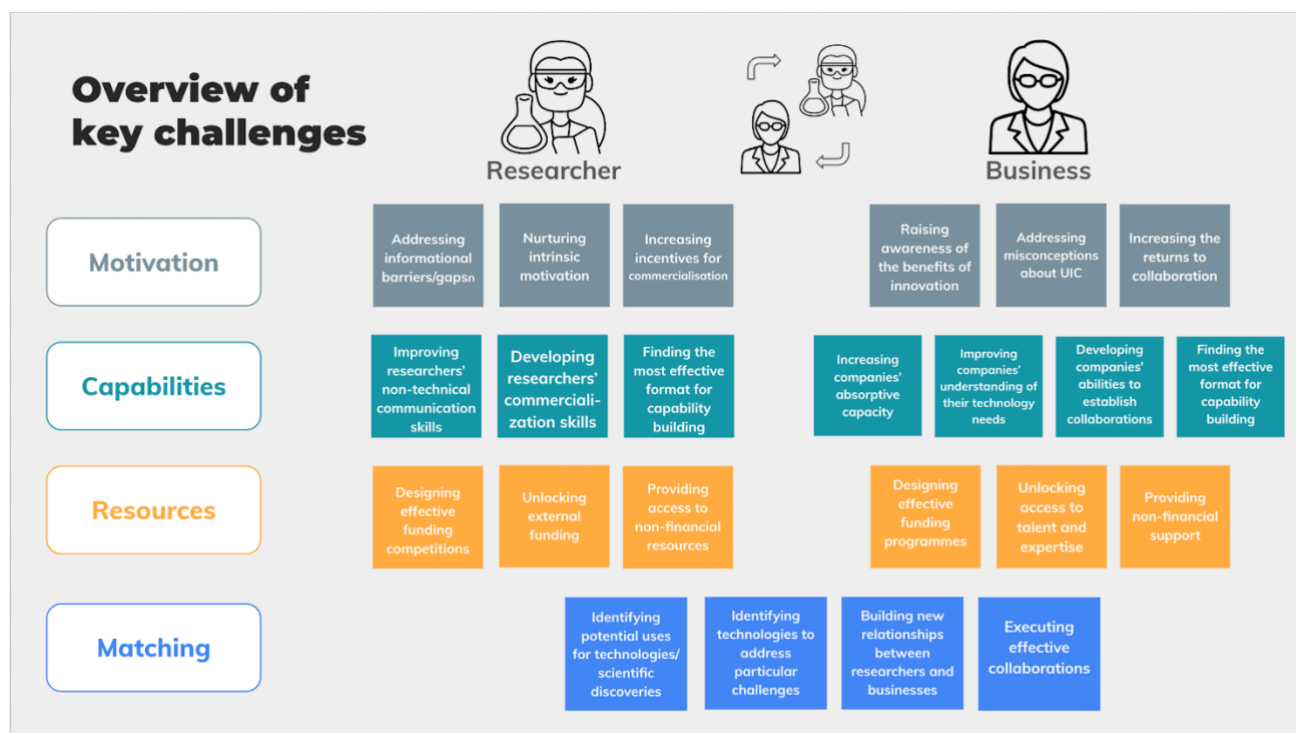 Overview of
key challenges
Researcher
Business
Motivation
Addressing
informational
barriers/gapsn
Nurturing
intrinsic
motivation
Increasing
incentives for
commercialisation
Raising
awareness of
the benefits of
innovation
Addressing
misconceptions
about UIC
Increasing the
returns to
collaboration
Capabilities
Improving
researchers'
non-technical
communication
skills
Developing
researchers'
commerciali-
zation skills
Finding the
most effective
format for
capability
building
Increasing
companies'
absorptive
capacity
Improving
companies'
understanding of
their technology
needs
Developing
companies'
abilities to
establish
collaborations
Finding the
most effective
format for
capability
building
Resources
Designing
effective
funding
competitions
Unlocking
external
funding
Providing
access to
non-financial
resources
Designing
effective
funding
programmes
Unlocking
access to
talent and
expertise
Providing
non-financial
support
Matching
Identifying
potential uses
for technologies/
scientific
discoveries
Identifying
technologies to
address
particular
challenges
Building new
relationships
between
researchers and
businesses
Executing
effective
collaborations